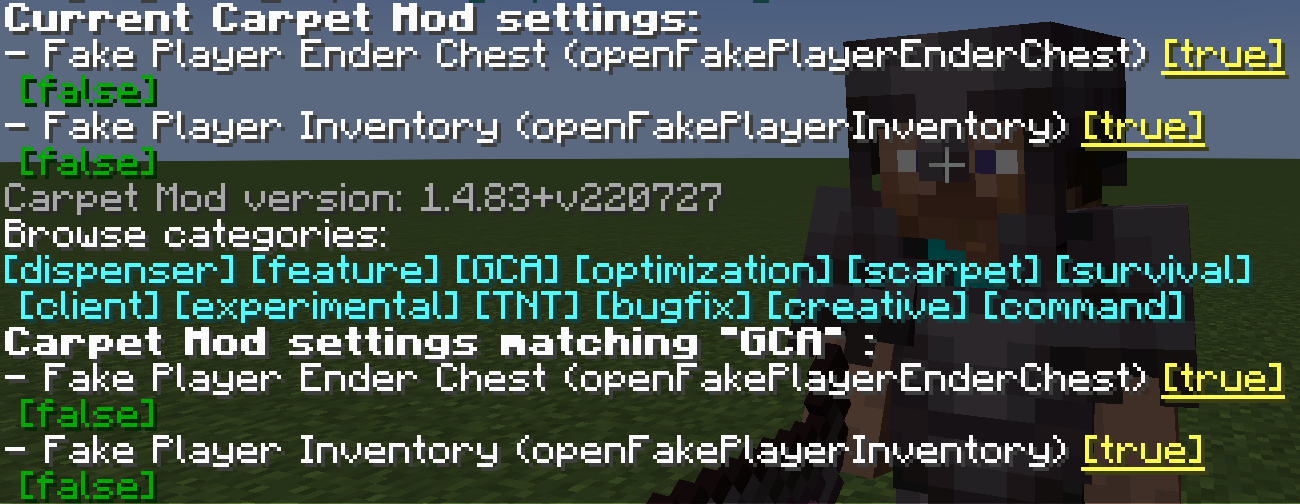 Current Carpet Mod settings:
- Fake Player Ender Chest (openFakePlayerEnderChest) [true]
[false]
- Fake Player Inventory (openFakePlayerInventory) [true]
[false]
Carpet Mod version: 1.4.83+v220727
Browse categories:
[dispenser] [feature] [GCA] [optimization] [scarpet] [survival]
[client] [experimental] [TNT] [bugfix] [creative] [command]
Carpet Mod settings matching "GCA" :
- Fake Player Ender Chest (openFakePlayerEnderChest) [true]
[false]
- Fake Player Inventory (openFakePlayerInventory) [true]
[false]